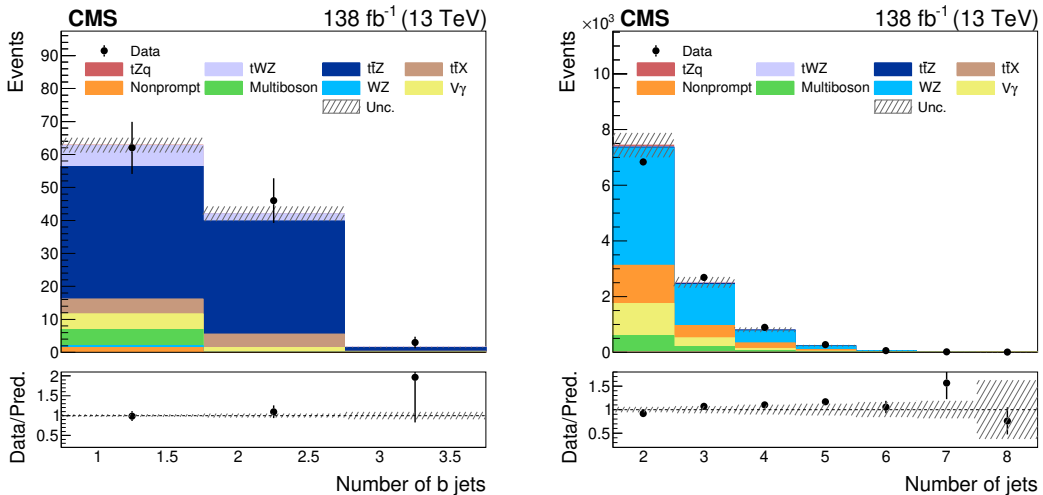 CMS 138 fb⁻¹ (13 TeV)
Events
90
80
70
60
50
40
30
20
10
0
Data
tZq tWZ tt̄Z tt̄X
Nonprompt Multiboson WZ Vγ
Unc.
Data/Pred.
2
1.5
1
0.5
1 1.5 2 2.5 3 3.5
Number of b jets
CMS 138 fb⁻¹ (13 TeV)
×10³
Events
10
8
6
4
2
0
Data
tZq tWZ tt̄Z tt̄X
Nonprompt Multiboson WZ Vγ
Unc.
Data/Pred.
1.5
1
0.5
2 3 4 5 6 7 8
Number of jets